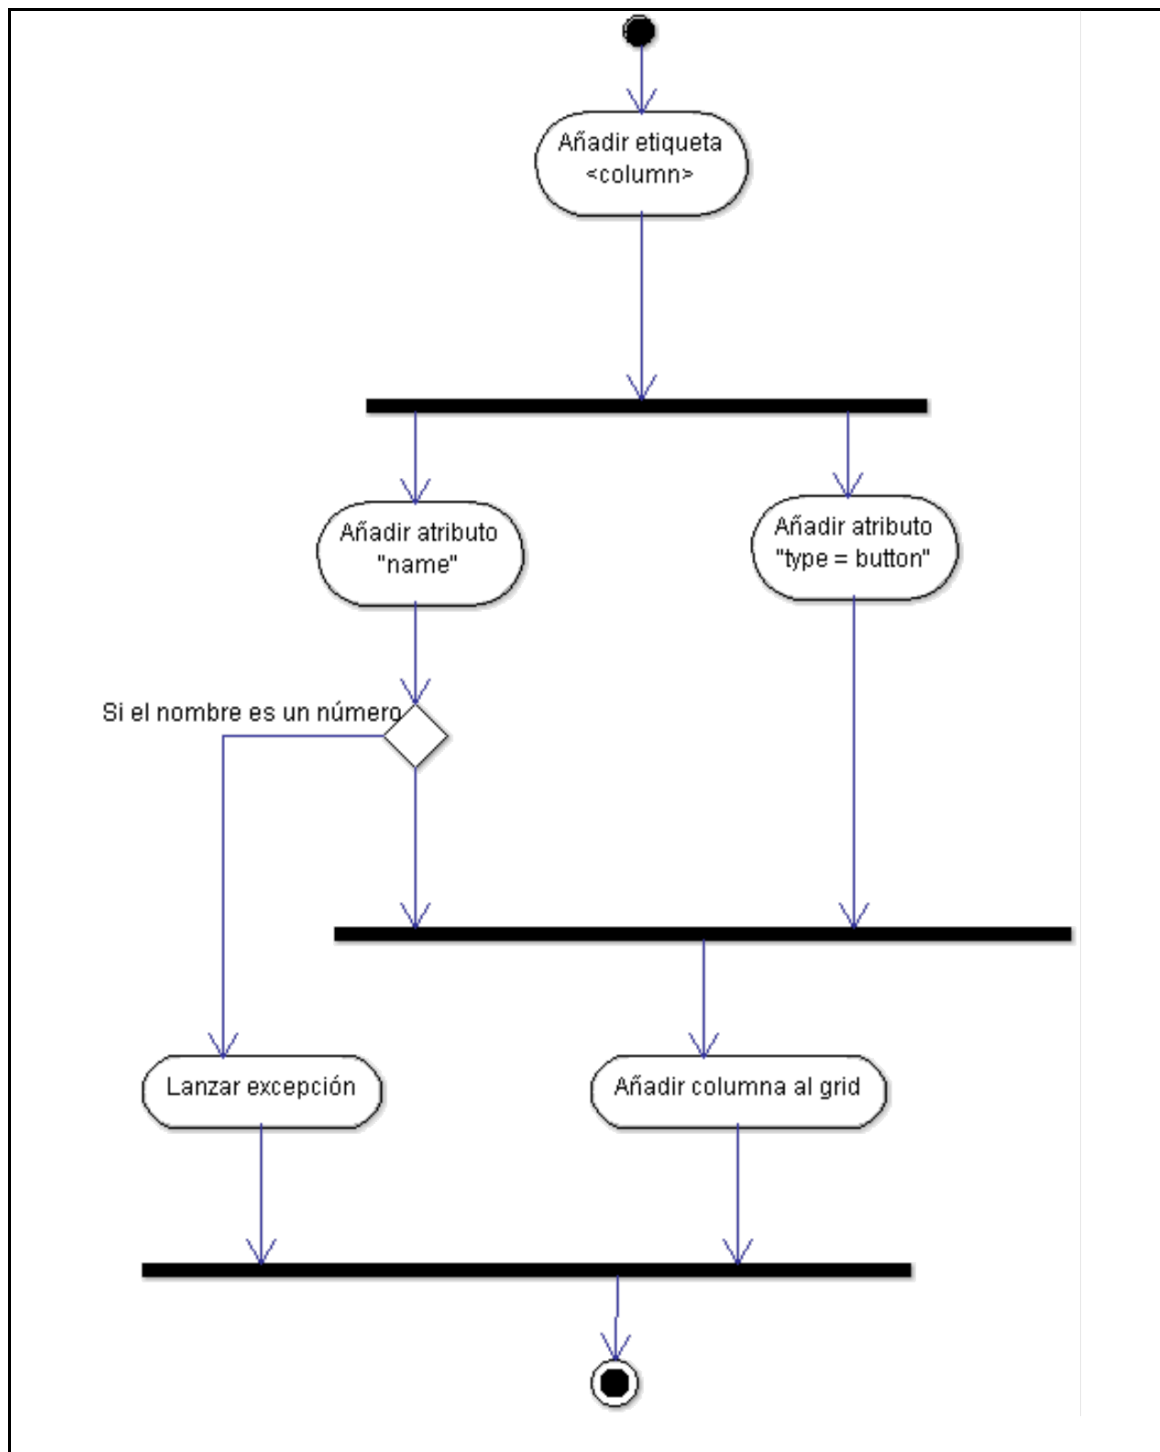 Añadir etiqueta
<column>
Añadir atributo
"name"
Añadir atributo
"type = button"
Si el nombre es un número
Lanzar excepción
Añadir columna al grid